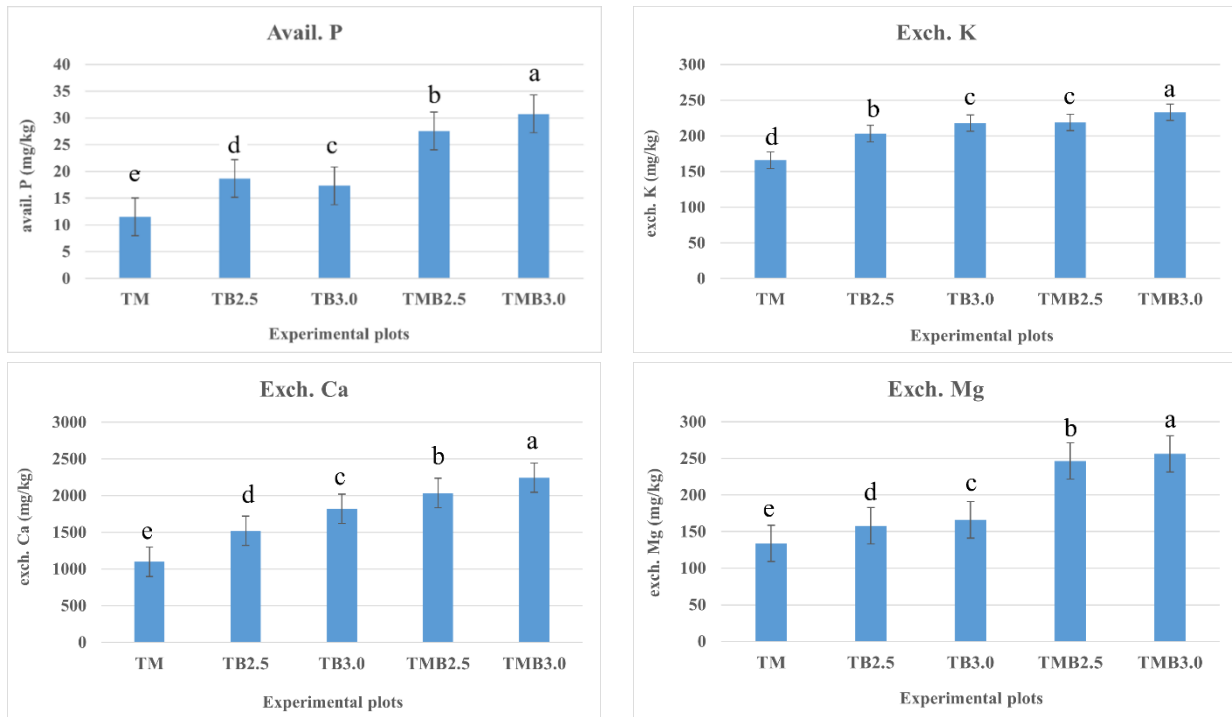 Avail. P
avail. P (mg/kg)
40
35
30
25
20
15
10
5
0
e
d
c
b
a
TM TB2.5 TB3.0 TMB2.5 TMB3.0
Experimental plots
Exch. K
exch. K (mg/kg)
300
250
200
150
100
50
0
d
b
c
c
a
TM TB2.5 TB3.0 TMB2.5 TMB3.0
Experimental plots
Exch. Ca
exch. Ca (mg/kg)
3000
2500
2000
1500
1000
500
0
e
d
c
b
a
TM TB2.5 TB3.0 TMB2.5 TMB3.0
Experimental plots
Exch. Mg
exch. Mg (mg/kg)
300
250
200
150
100
50
0
e
d
c
b
a
TM TB2.5 TB3.0 TMB2.5 TMB3.0
Experimental plots